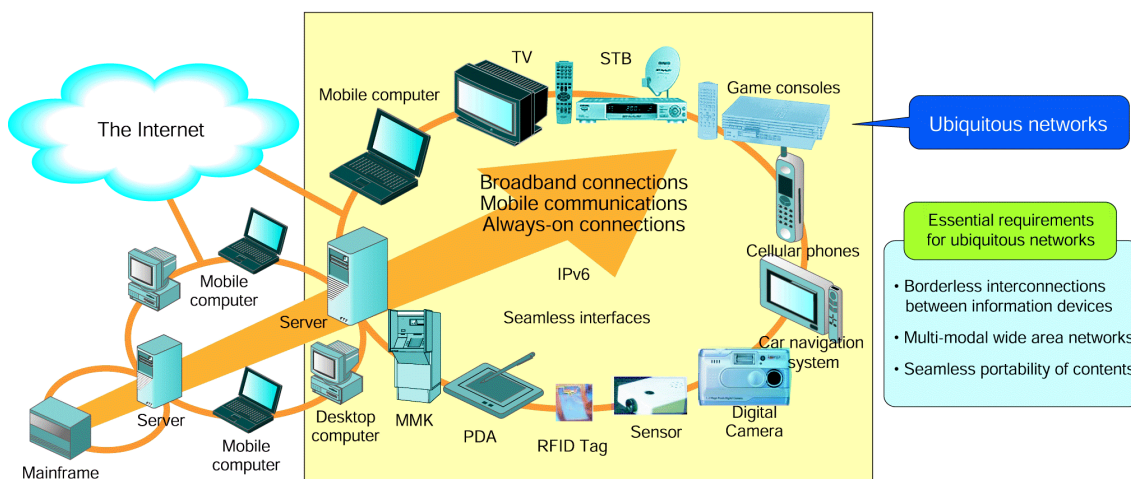 TV
STB
Mobile computer
Game consoles
The Internet
Ubiquitous networks
Broadband connections
Mobile communications
Always-on connections
Essential requirements
for ubiquitous networks
Cellular phones
IPv6
Mobile
computer
• Borderless interconnections
between information devices
Server
Seamless interfaces
Car navigation
system
• Multi-modal wide area networks
• Seamless portability of contents
Server
Desktop
computer
MMK
PDA
RFID Tag
Sensor
Digital
Camera
Mobile
computer
Mainframe